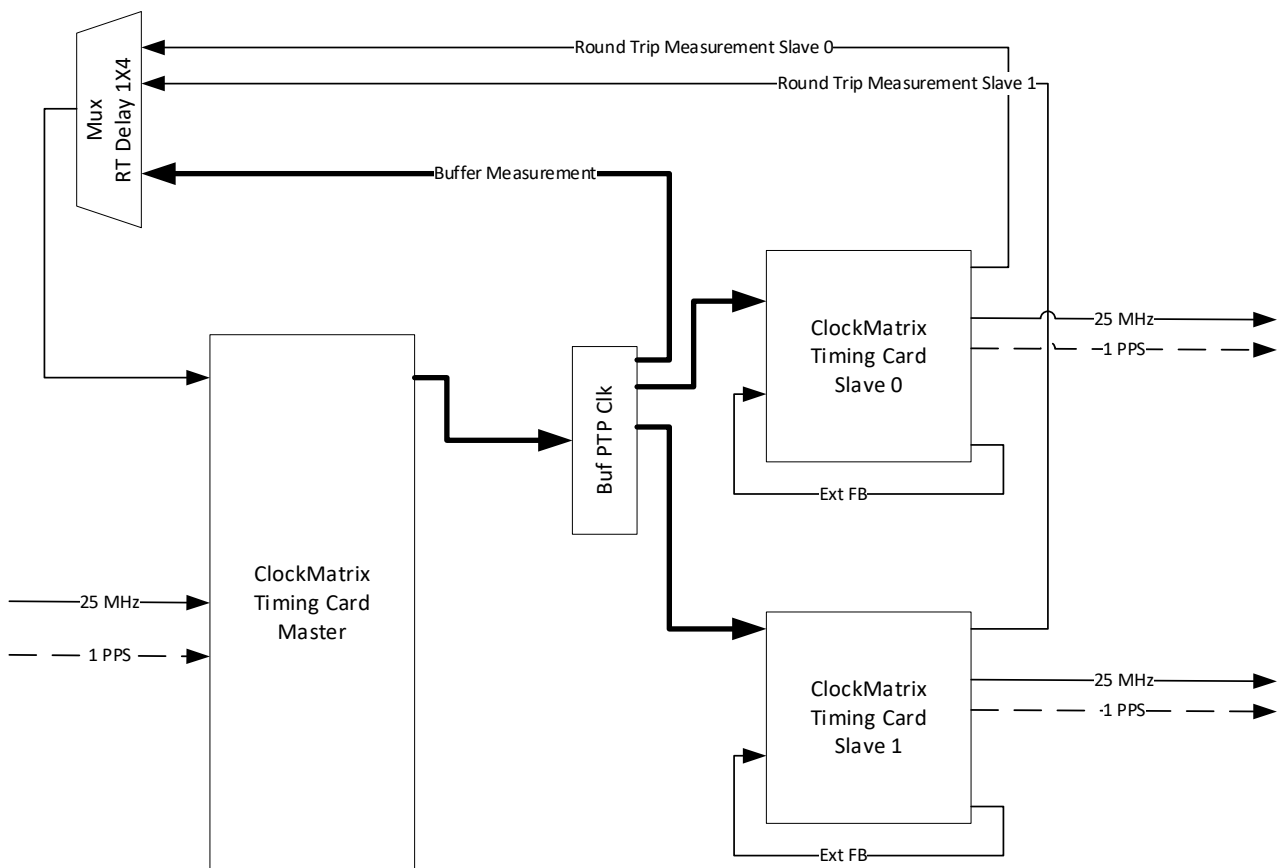 Round Trip Measurement Slave 0
Round Trip Measurement Slave 1
Mux
RT Delay 1X4
Buffer Measurement
ClockMatrix
Timing Card
Slave 0
25 MHz
1 PPS
Buf PTP Clk
Ext FB
ClockMatrix
Timing Card
Master
25 MHz
1 PPS
ClockMatrix
Timing Card
Slave 1
25 MHz
1 PPS
Ext FB